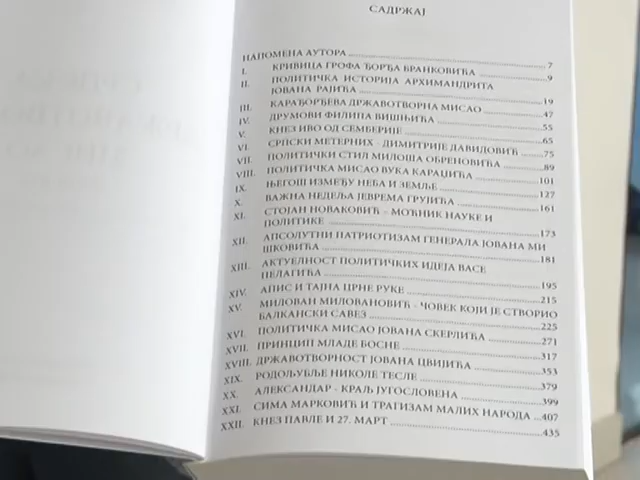 САДРЖАЈ
НАПОМЕНА АУТОРА 7
I. КРИВИЦА ГРОФА ЂОРЂА БРАНКОВИЋА 9
II. ПОЛИТИЧКА ИСТОРИЈА АРХИМАНДРИТА
ЈОВАНА РАЈИЋА 19
III. КАРАЂОРЂЕВА ДРЖАВОТВОРНА МИСАО 47
IV. ДРУМОВИ ФИЛИПА ВИШЊИЋА 55
V. КНЕЗ ИВО ОД СЕМБЕРИЈЕ 65
VI. СРПСКИ МЕТЕРНИХ - ДИМИТРИЈЕ ДАВИДОВИЋ 75
VII. ПОЛИТИЧКИ СТИЛ МИЛОША ОБРЕНОВИЋА 89
VIII. ПОЛИТИЧКА МИСАО ВУКА КАРАЏИЋА 101
IX. ЊЕГОШ ИЗМЕЂУ НЕБА И ЗЕМЉЕ 127
X. ВАЖНА НЕДЕЉА ЈЕВРЕМА ГРУЈИЋА 161
XI. СТОЈАН НОВАКОВИЋ - МОЋНИК НАУКЕ И
ПОЛИТИКЕ 173
XII. АПСОЛУТНИ ПАТРИОТИЗАМ ГЕНЕРАЛА ЈОВАНА МИ
ШКОВИЋА 181
XIII. АКТУЕЛНОСТ ПОЛИТИЧКИХ ИДЕЈА ВАСЕ
ПЕЛАГИЋА 195
XIV. АПИС И ТАЈНА ЦРНЕ РУКЕ 215
XV. МИЛОВАН МИЛОВАНОВИЋ - ЧОВЕК КОЈИ ЈЕ СТВОРИО
БАЛКАНСКИ САВЕЗ 225
XVI. ПОЛИТИЧКА МИСАО ЈОВАНА СКЕРЛИЋА 271
XVII. ПРИНЦИП МЛАДЕ БОСНЕ 317
XVIII. ДРЖАВОТВОРНОСТ ЈОВАНА ЦВИЈИЋА 353
XIX. РОДОЉУБЉЕ НИКОЛЕ ТЕСЛЕ 379
XX. АЛЕКСАНДАР - КРАЉ ЈУГОСЛОВЕНА 399
XXI. СИМА МАРКОВИЋ И ТРАГИЗАМ МАЛИХ НАРОДА 407
XXII. КНЕЗ ПАВЛЕ И 27. МАРТ 435